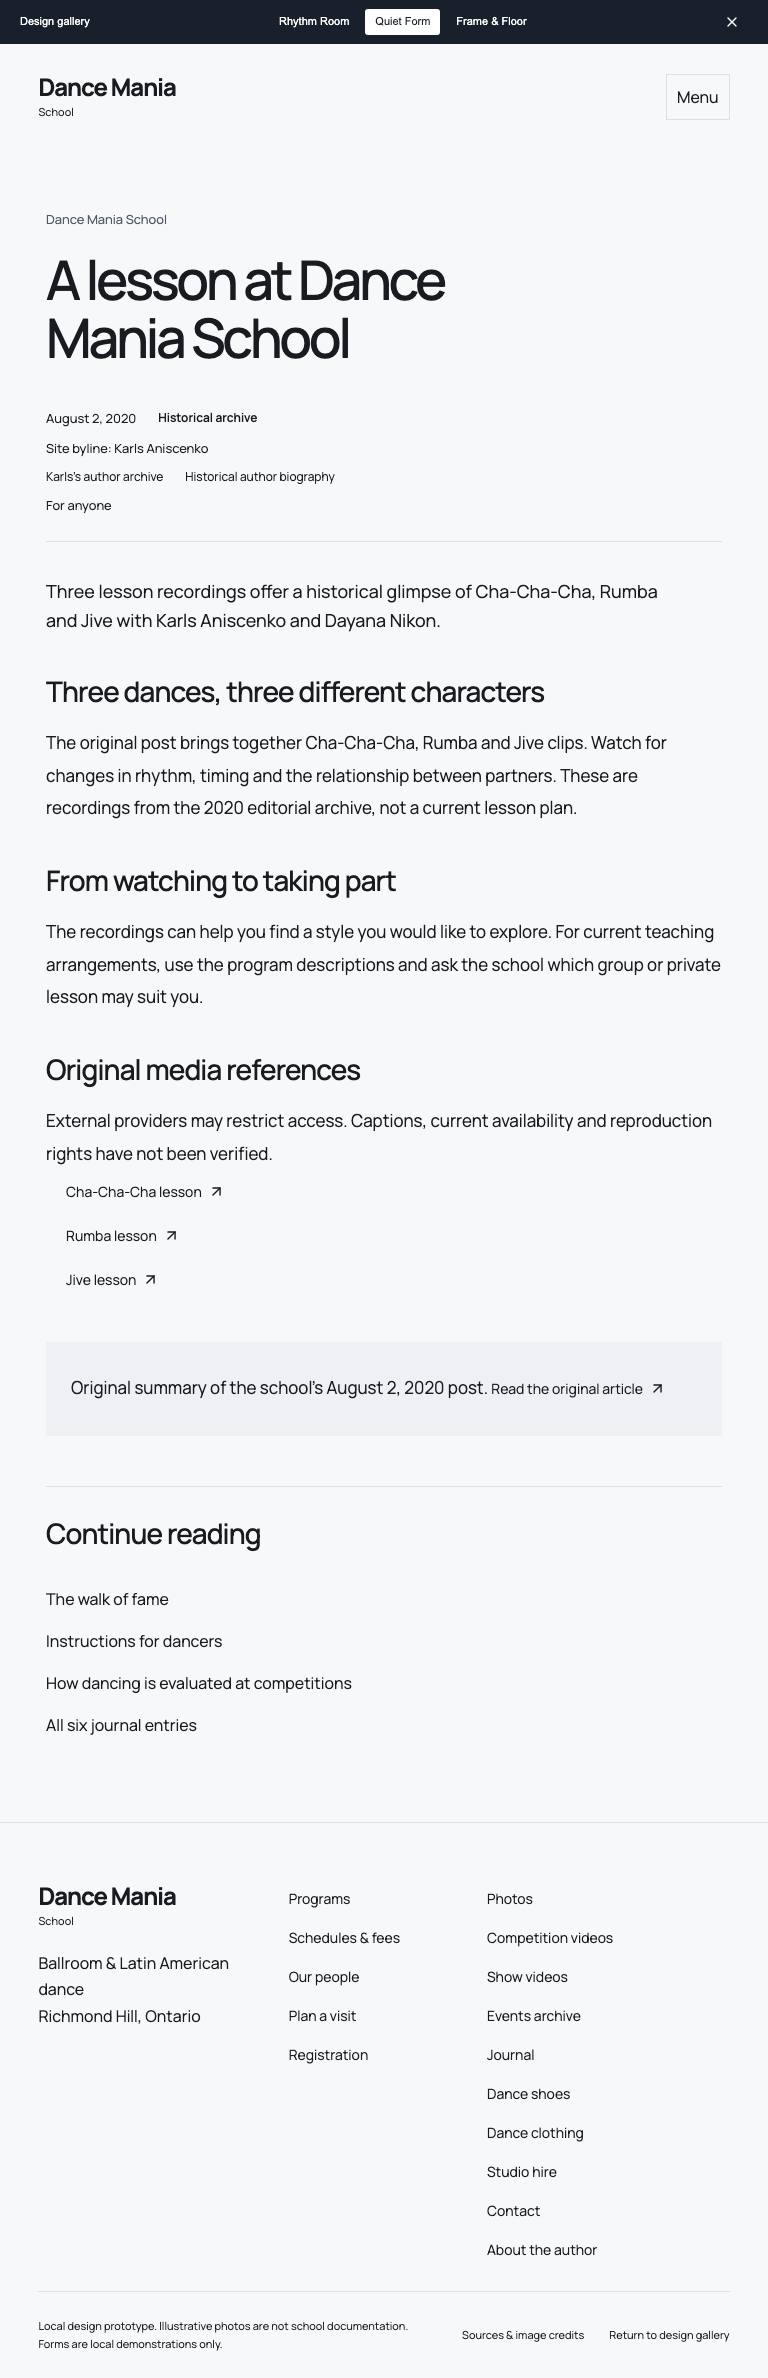 Design gallery
Rhythm Room
Quiet Form
Frame & Floor
Dance Mania
School
Menu
Dance Mania School
A lesson at Dance
Mania School
August 2, 2020
Historical archive
Site byline: Karls Aniscenko
Karls's author archive
Historical author biography
For anyone
Three lesson recordings offer a historical glimpse of Cha-Cha-Cha, Rumba
and Jive with Karls Aniscenko and Dayana Nikon.
Three dances, three different characters
The original post brings together Cha-Cha-Cha, Rumba and Jive clips. Watch for
changes in rhythm, timing and the relationship between partners. These are
recordings from the 2020 editorial archive, not a current lesson plan.
From watching to taking part
The recordings can help you find a style you would like to explore. For current teaching
arrangements, use the program descriptions and ask the school which group or private
lesson may suit you.
Original media references
External providers may restrict access. Captions, current availability and reproduction
rights have not been verified.
Cha-Cha-Cha lesson
Rumba lesson
Jive lesson
Original summary of the school's August 2, 2020 post. Read the original article
Continue reading
The walk of fame
Instructions for dancers
How dancing is evaluated at competitions
All six journal entries
Dance Mania
School
Ballroom & Latin American
dance
Richmond Hill, Ontario
Programs
Schedules & fees
Our people
Plan a visit
Registration
Photos
Competition videos
Show videos
Events archive
Journal
Dance shoes
Dance clothing
Studio hire
Contact
About the author
Local design prototype. Illustrative photos are not school documentation.
Forms are local demonstrations only.
Sources & image credits
Return to design gallery